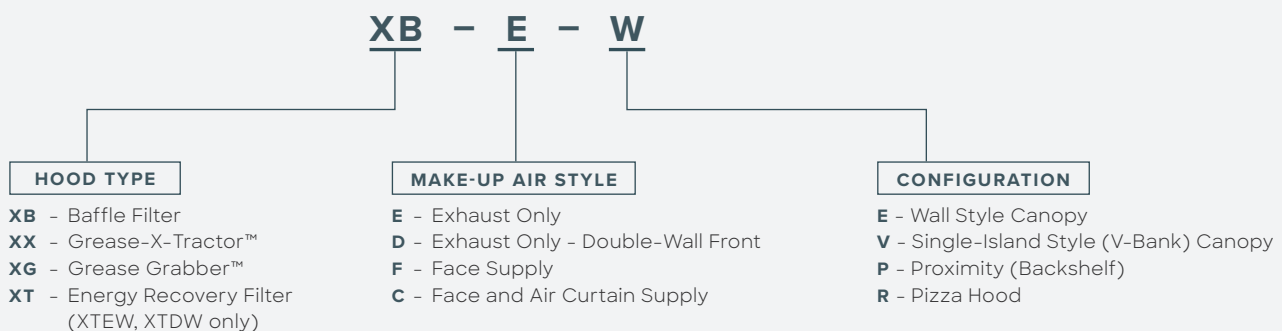 XB – E – W
HOOD TYPE
XB – Baffle Filter
XX – Grease-X-Tractor™
XG – Grease Grabber™
XT – Energy Recovery Filter
(XTEW, XTDW only)
MAKE-UP AIR STYLE
E – Exhaust Only
D – Exhaust Only - Double-Wall Front
F – Face Supply
C – Face and Air Curtain Supply
CONFIGURATION
E – Wall Style Canopy
V – Single-Island Style (V-Bank) Canopy
P – Proximity (Backshelf)
R – Pizza Hood